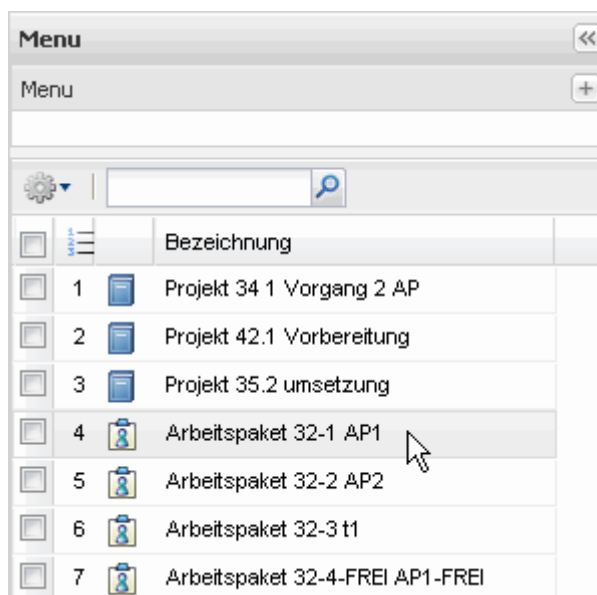 Menu
Menu
Bezeichnung
1 Projekt 34 1 Vorgang 2 AP
2 Projekt 42.1 Vorbereitung
3 Projekt 35.2 umsetzung
4 Arbeitspaket 32-1 AP1
5 Arbeitspaket 32-2 AP2
6 Arbeitspaket 32-3 t1
7 Arbeitspaket 32-4-FREI AP1-FREI